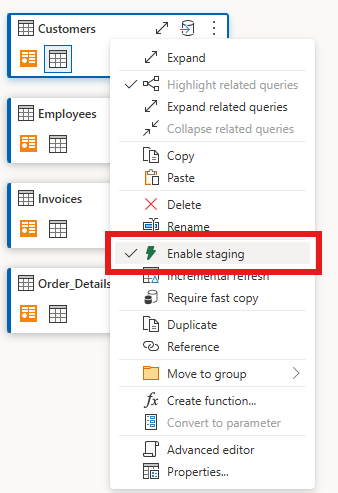 Customers
Expand
Highlight related queries
Employees
Expand related queries
Collapse related queries
Copy
Paste
Invoices
Delete
Rename
Enable staging
Order_Details
Incremental refresh
Require fast copy
Duplicate
Reference
Move to group
Create function...
Convert to parameter
Advanced editor
Properties...